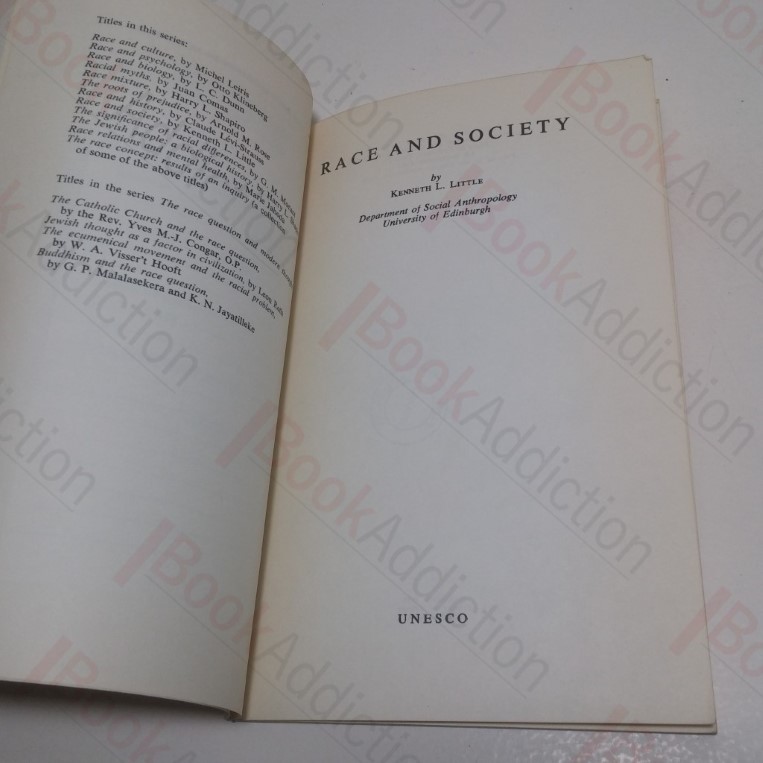 Titles in this series:
Race and culture, by Michel Leiris
Race and psychology, by Otto Klineberg
Race and biology, by L. C. Dunn
Racial myths, by Juan Comas
Race mixture, by Harry L. Shapiro
The roots of prejudice, by Arnold M. Rose
Race and history, by Claude Lévi-Strauss
Race and society, by Kenneth L. Little
The significance of racial differences, by G. M. Morant
The Jewish people: a biological history, by Harry L.
Race relations and mental health, by Marie Jahoda
The race concept: results of an inquiry (a collection
of some of the above titles)
Titles in the series The race question and modern thought
The Catholic Church and the race question,
by the Rev. Yves M.-J. Congar, O.P.
Jewish thought as a factor in civilization, by Leon Roth
The ecumenical movement and the racial problem,
by W. A. Visser't Hooft
Buddhism and the race question,
by G. P. Malalasekera and K. N. Jayatilleke
RACE AND SOCIETY
by
KENNETH L. LITTLE
Department of Social Anthropology
University of Edinburgh
UNESCO
BookAddiction